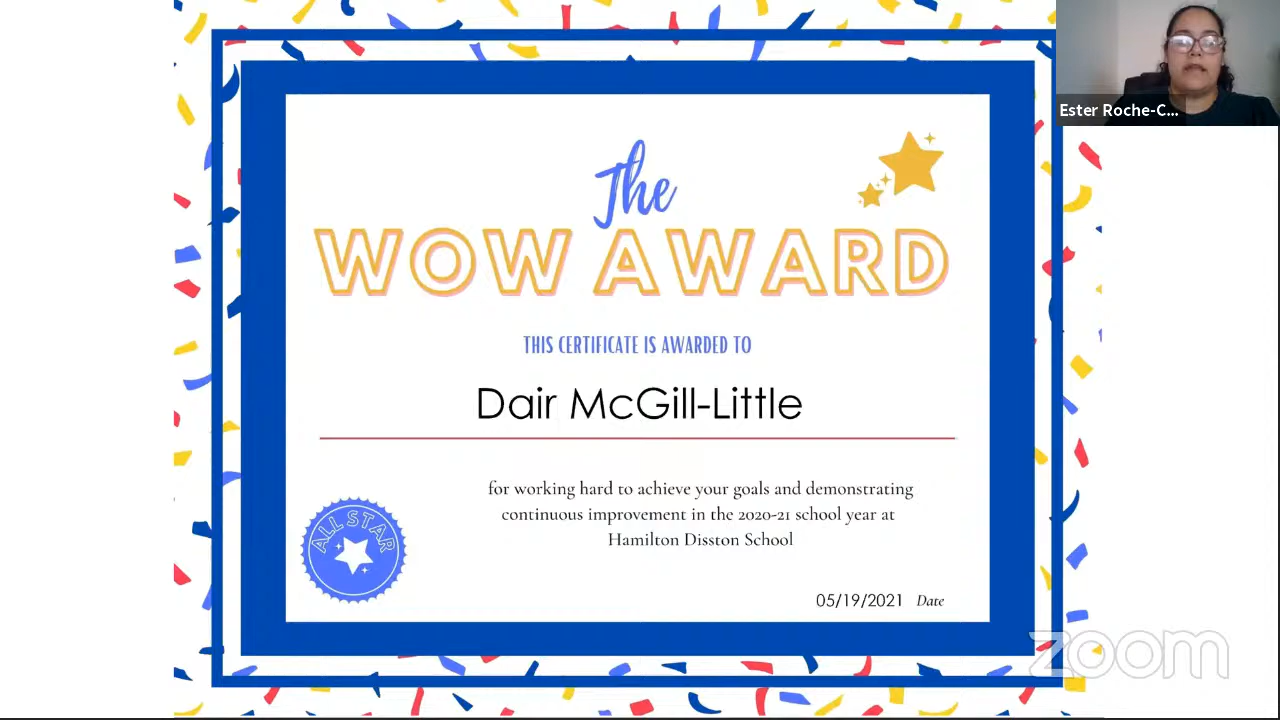 Ester Roche-C...
The
WOW AWARD
THIS CERTIFICATE IS AWARDED TO
Dair McGill-Little
for working hard to achieve your goals and demonstrating
continuous improvement in the 2020-21 school year at
Hamilton Disston School
ALL STAR
05/19/2021 Date
zoom